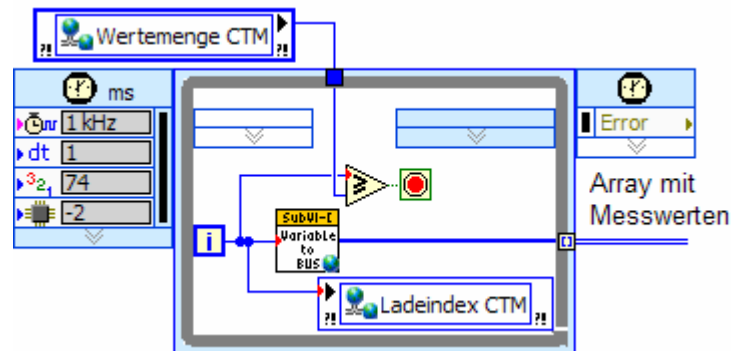 ?! Wertemenge CTM ?!
ms
1 kHz
dt 1
321 74
-2
Error
≥
Array mit
Messwerten
SubVI-I
i
Variable
to
BUS
?! Ladeindex CTM ?!